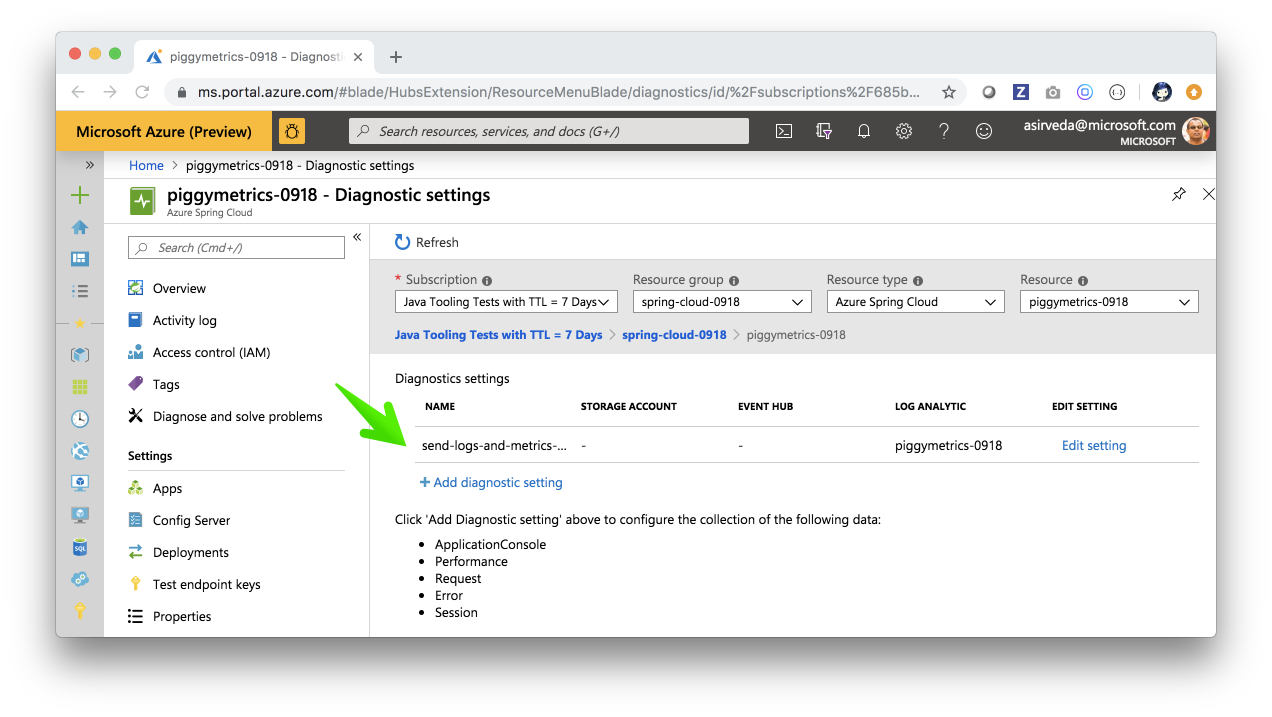 piggymetrics-0918 - Diagnosti
ms.portal.azure.com/#blade/HubsExtension/ResourceMenuBlade/diagnostics/id/%2Fsubscriptions%2F685b...
Z
Microsoft Azure (Preview)
Search resources, services, and docs (G+/)
asirveda@microsoft.com
MICROSOFT
Home > piggymetrics-0918 - Diagnostic settings
piggymetrics-0918 - Diagnostic settings
Azure Spring Cloud
Search (Cmd+/)
«
Refresh
* Subscription
Resource group
Resource type
Resource
Java Tooling Tests with TTL = 7 Days
spring-cloud-0918
Azure Spring Cloud
piggymetrics-0918
Java Tooling Tests with TTL = 7 Days > spring-cloud-0918 > piggymetrics-0918
Overview
Activity log
Access control (IAM)
Tags
Diagnose and solve problems
Settings
Apps
Config Server
Deployments
Test endpoint keys
Properties
SQL
Diagnostics settings
NAME STORAGE ACCOUNT EVENT HUB LOG ANALYTIC EDIT SETTING
send-logs-and-metrics-... - - piggymetrics-0918 Edit setting
+ Add diagnostic setting
Click 'Add Diagnostic setting' above to configure the collection of the following data:
• ApplicationConsole
• Performance
• Request
• Error
• Session